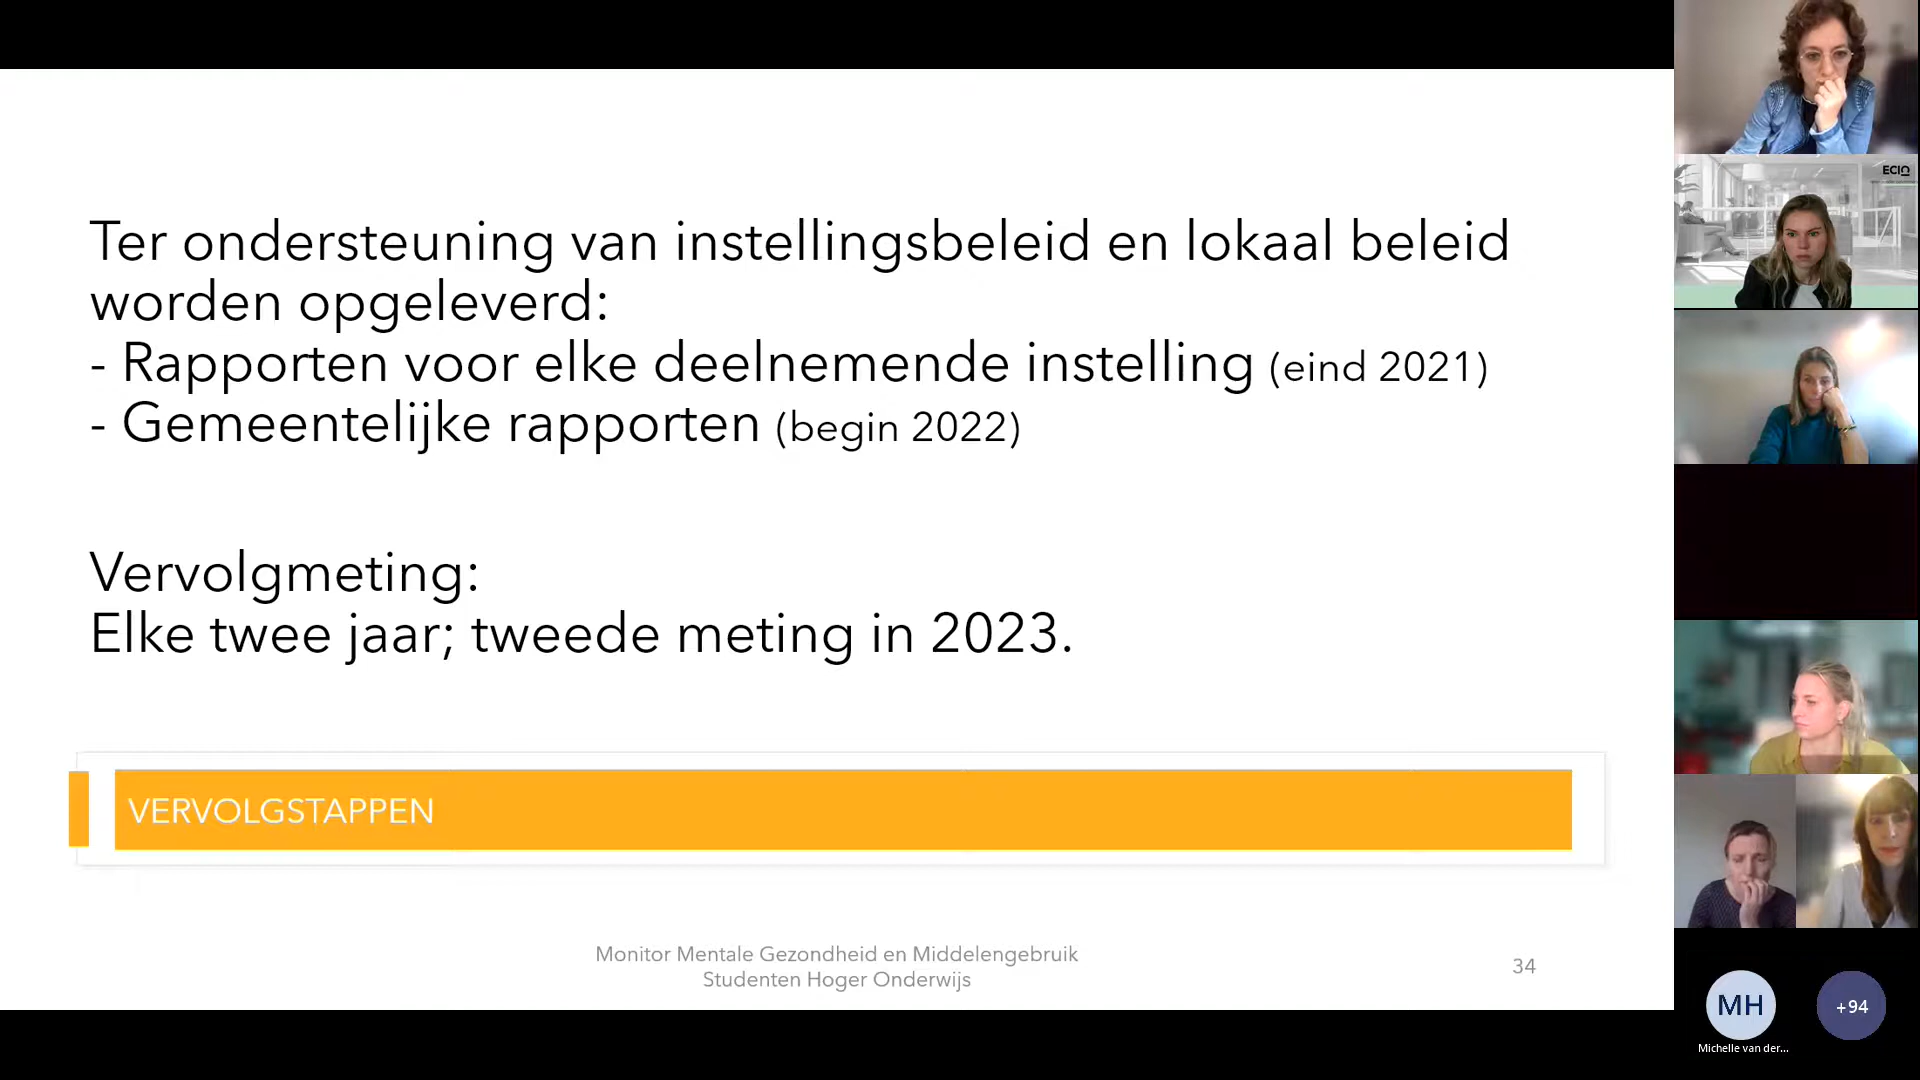 Ter ondersteuning van instellingsbeleid en lokaal beleid
worden opgeleverd:
- Rapporten voor elke deelnemende instelling (eind 2021)
- Gemeentelijke rapporten (begin 2022)
Vervolgmeting:
Elke twee jaar; tweede meting in 2023.
VERVOLGSTAPPEN
Monitor Mentale Gezondheid en Middelengebruik
Studenten Hoger Onderwijs
34
ECIO
MH
+94
Michelle van der...